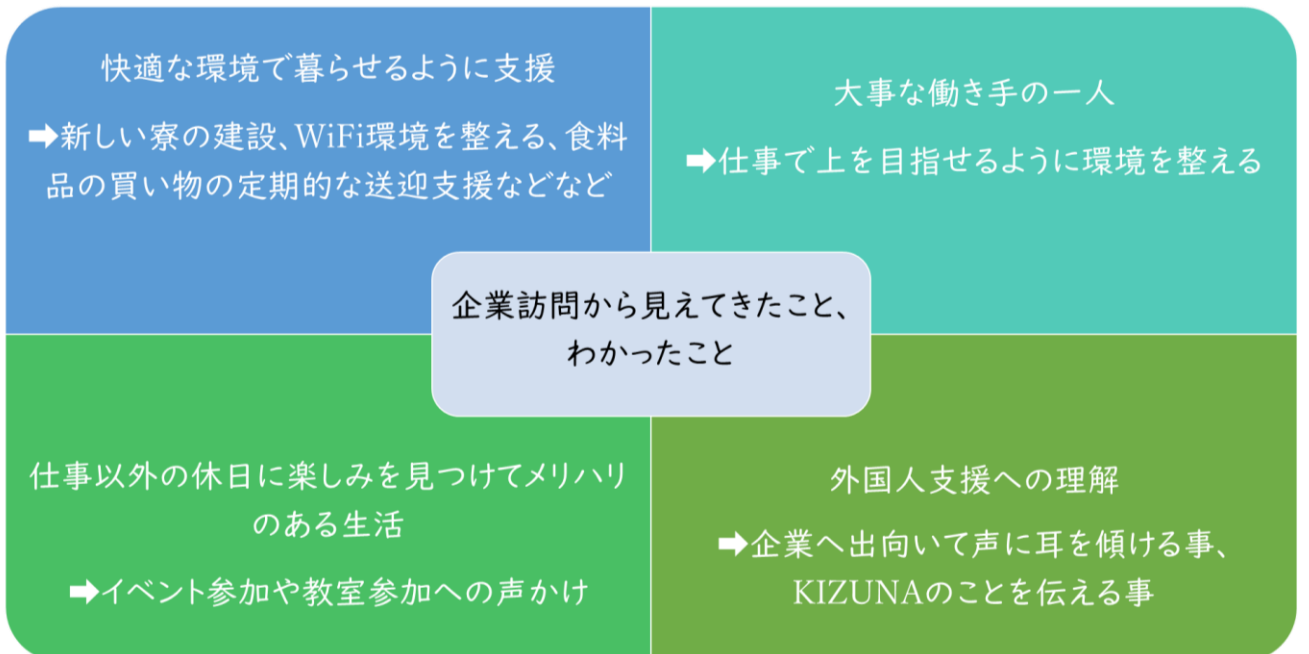 快適な環境で暮らせるように支援
➡新しい寮の建設、WiFi環境を整える、食料
品の買い物の定期的な送迎支援などなど
大事な働き手の一人
➡仕事で上を目指せるように環境を整える
企業訪問から見えてきたこと、
わかったこと
仕事以外の休日に楽しみを見つけてメリハリ
のある生活
➡イベント参加や教室参加への声かけ
外国人支援への理解
➡企業へ出向いて声に耳を傾ける事、
KIZUNAのことを伝える事